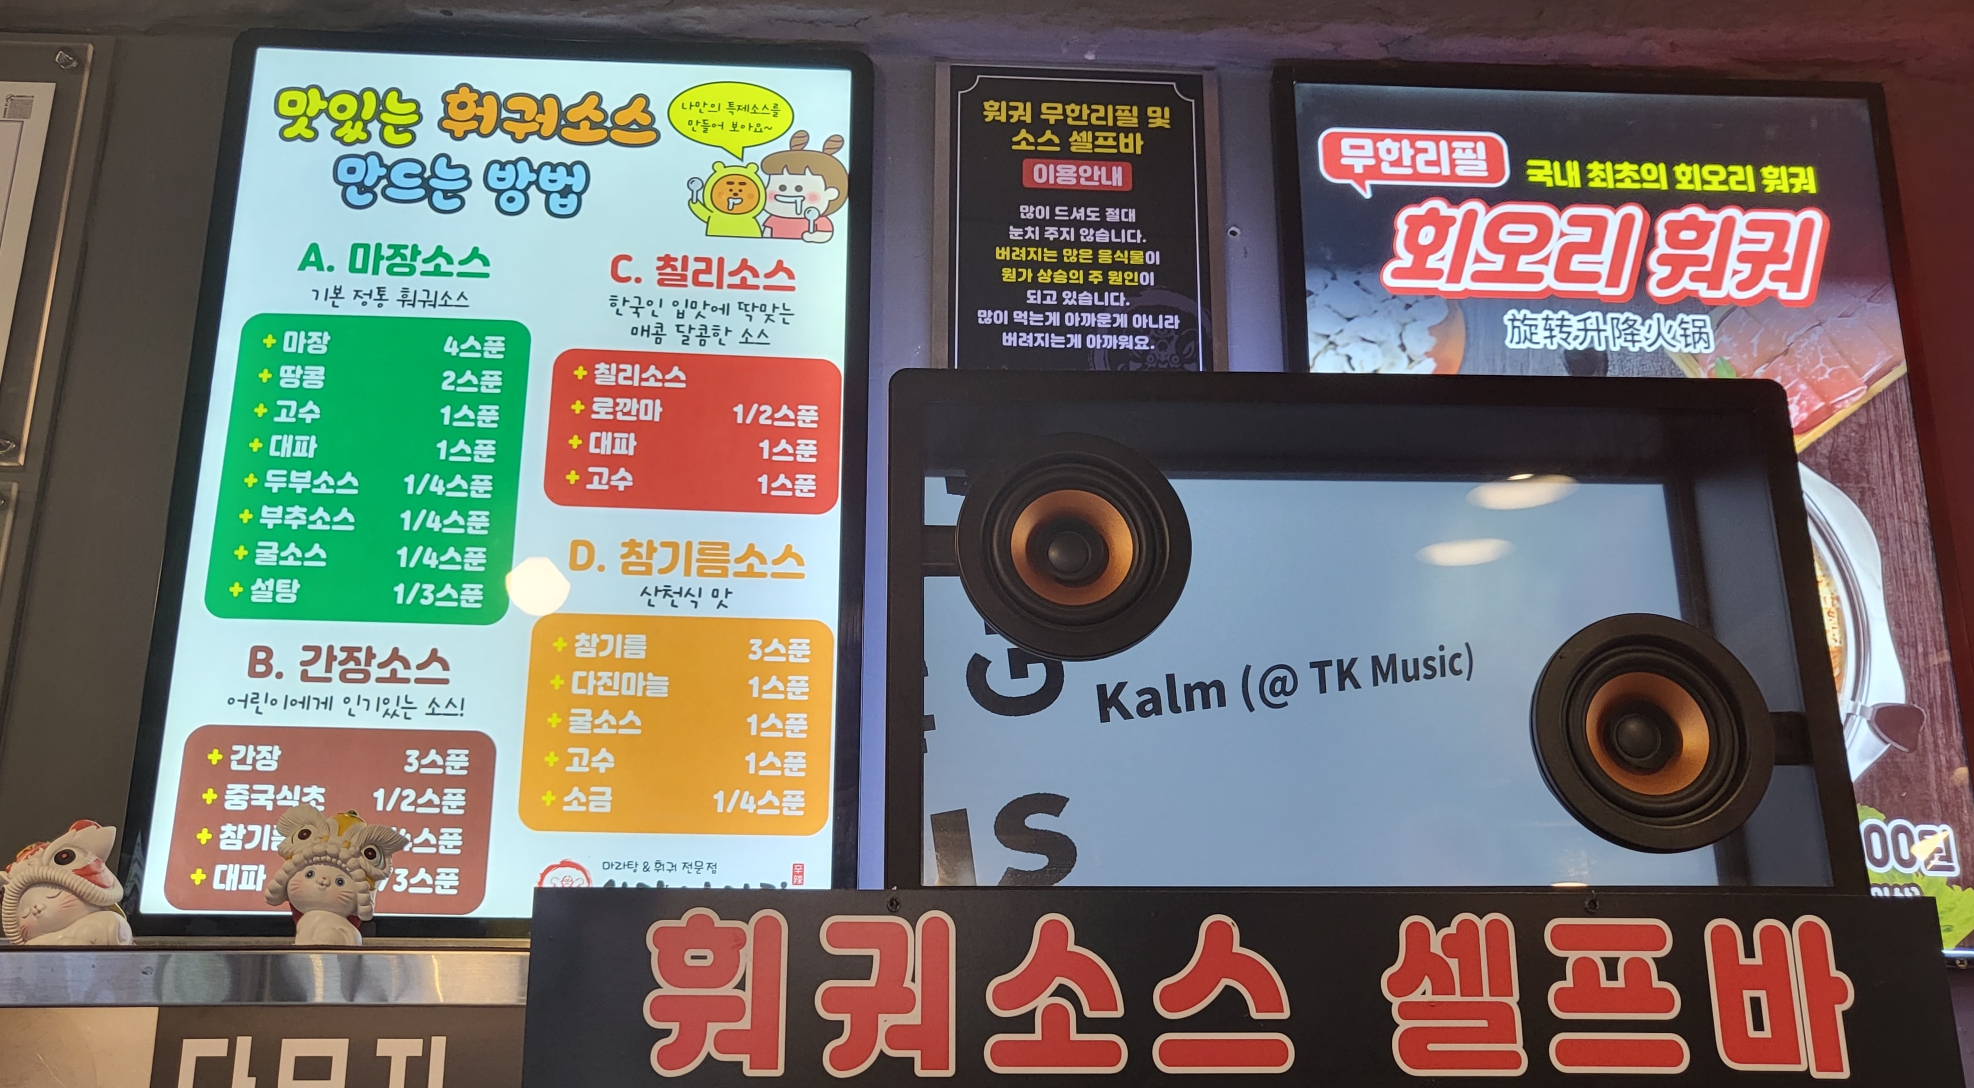 맛있는 훠궈소스
만드는 방법
나만의 특제소스를
만들어 보아요~
A. 마장소스
기본 정통 훠궈소스
+ 마장 4스푼
+ 땅콩 2스푼
+ 고수 1스푼
+ 대파 1스푼
+ 두부소스 1/4스푼
+ 부추소스 1/4스푼
+ 굴소스 1/4스푼
+ 설탕 1/3스푼
B. 간장소스
어린이에게 인기있는 소스!
+ 간장 3스푼
+ 중국식초 1/2스푼
+ 스푼
+ 대파 /3스푼
C. 칠리소스
한국인 입맛에 딱맞는
매콤 달콤한 소스
+ 칠리소스
+ 로깐마 1/2스푼
+ 대파 1스푼
+ 고수 1스푼
D. 참기름소스
산천식 맛
+ 참기름 3스푼
+ 다진마늘 1스푼
+ 굴소스 1스푼
+ 고수 1스푼
+ 소금 1/4스푼
마라탕 & 훠궈 전문점
훠궈 무한리필 및
소스 셀프바
이용안내
많이 드셔도 절대
눈치 주지 않습니다.
버려지는 많은 음식물이
원가 상승의 주 원인이
되고 있습니다.
많이 먹는게 아까운게 아니라
버려지는게 아까워요.
무한리필
국내 최초의 회오리 훠궈
회오리 훠궈
旋转升降火锅
00원
Kalm (@ TK Music)
IS
훠궈소스 셀프바